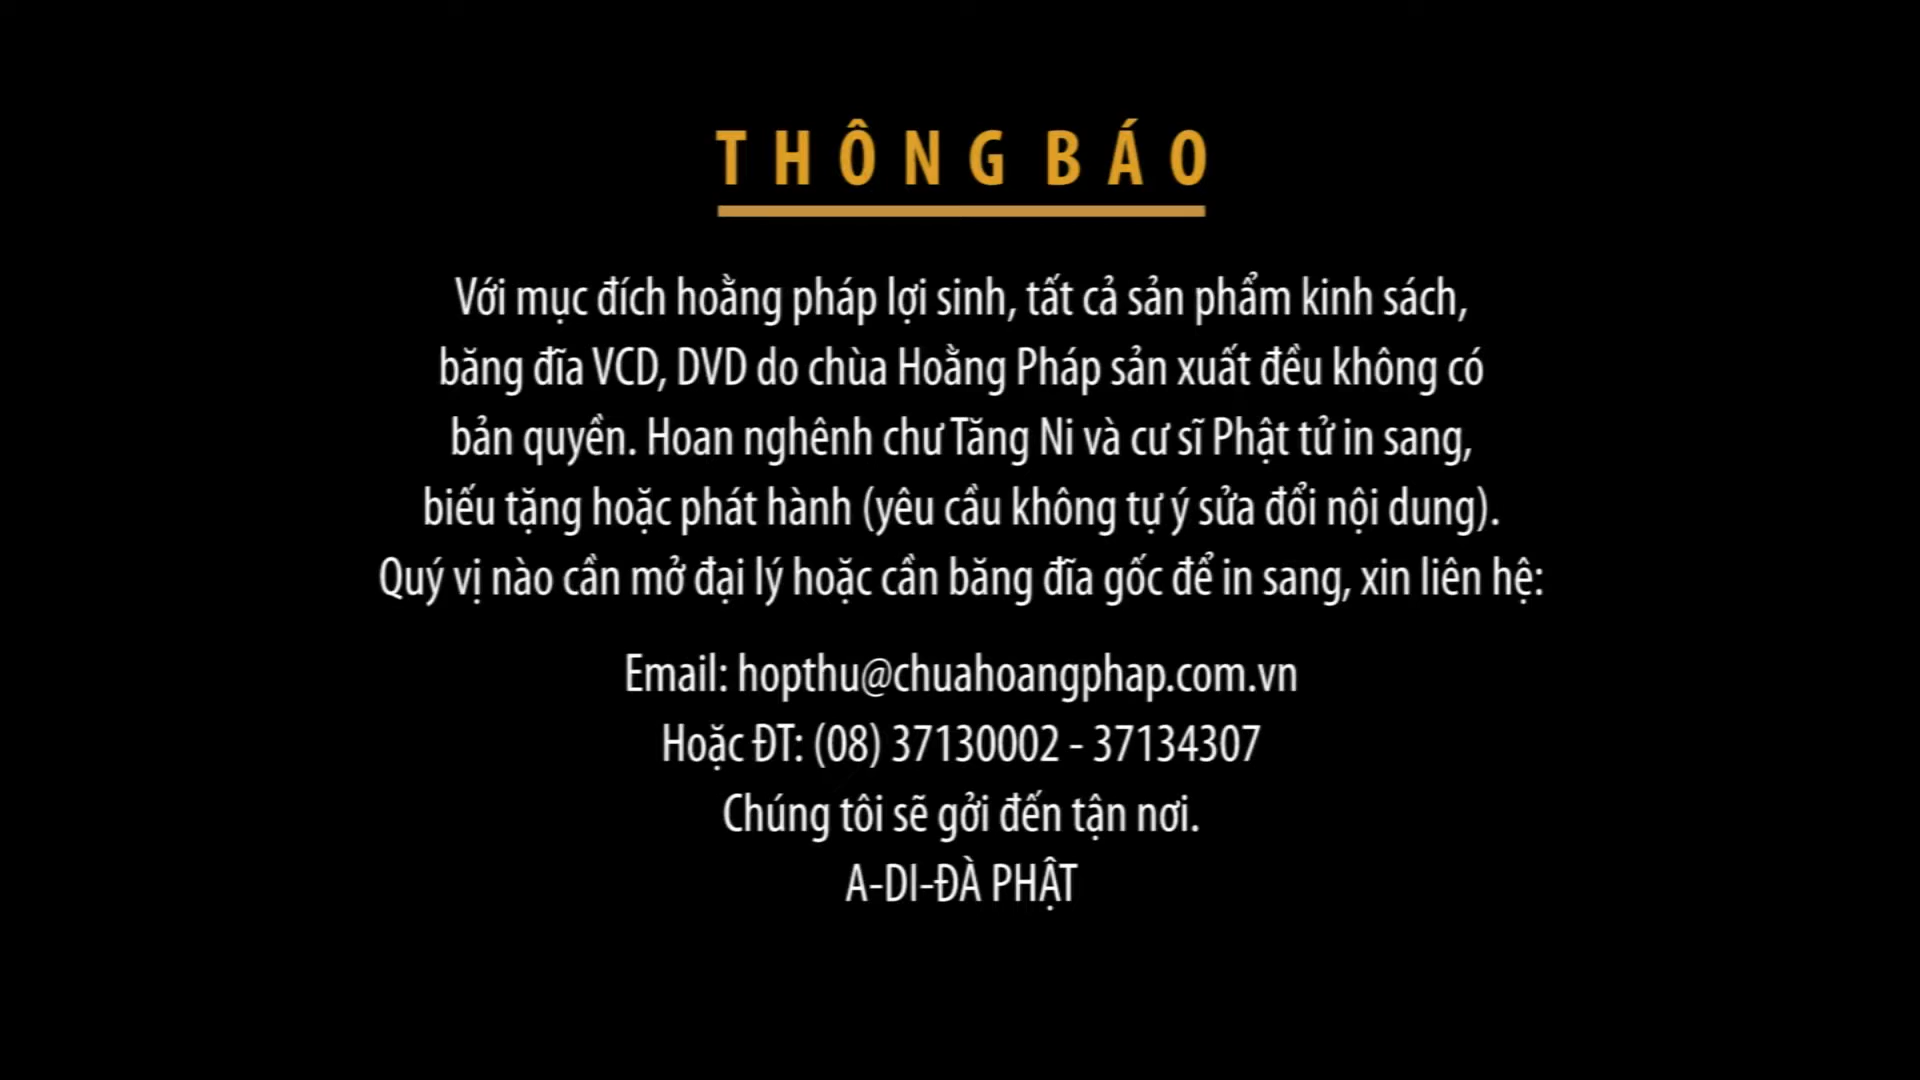 THÔNG BÁO
Với mục đích hoằng pháp lợi sinh, tất cả sản phẩm kinh sách,
băng đĩa VCD, DVD do chùa Hoằng Pháp sản xuất đều không có
bản quyền. Hoan nghênh chư Tăng Ni và cư sĩ Phật tử in sang,
biếu tặng hoặc phát hành (yêu cầu không tự ý sửa đổi nội dung).
Quý vị nào cần mở đại lý hoặc cần băng đĩa gốc để in sang, xin liên hệ:
Email: hopthu@chuahoangphap.com.vn
Hoặc ĐT: (08) 37130002 - 37134307
Chúng tôi sẽ gởi đến tận nơi.
A-DI-ĐÀ PHẬT